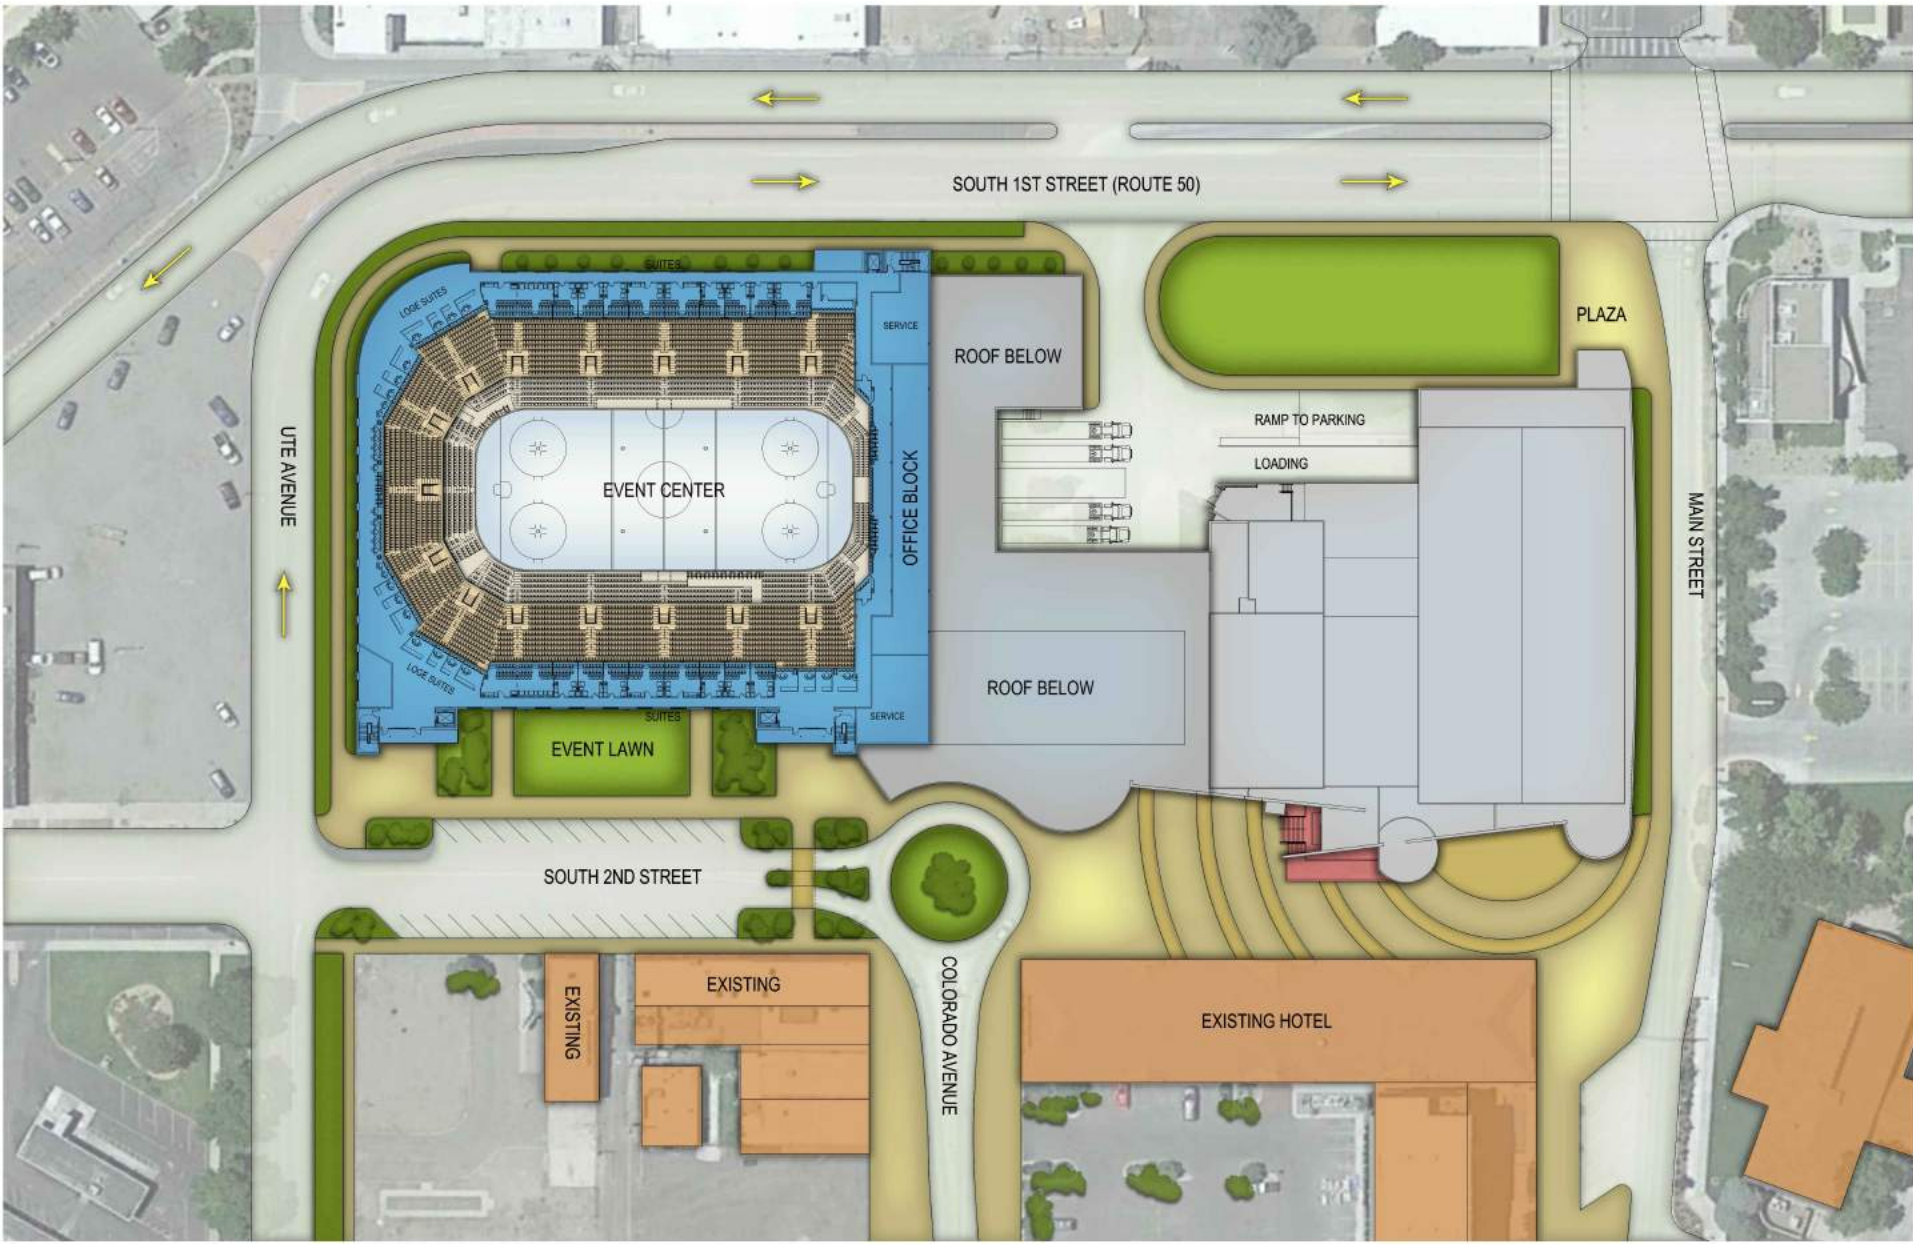 SOUTH 1ST STREET (ROUTE 50)
SUITES
LOGE SUITES
SERVICE
PLAZA
ROOF BELOW
RAMP TO PARKING
LOADING
UTE AVENUE
EVENT CENTER
OFFICE BLOCK
MAIN STREET
LOGE SUITES
ROOF BELOW
SUITES
SERVICE
EVENT LAWN
SOUTH 2ND STREET
COLORADO AVENUE
EXISTING
EXISTING
EXISTING HOTEL